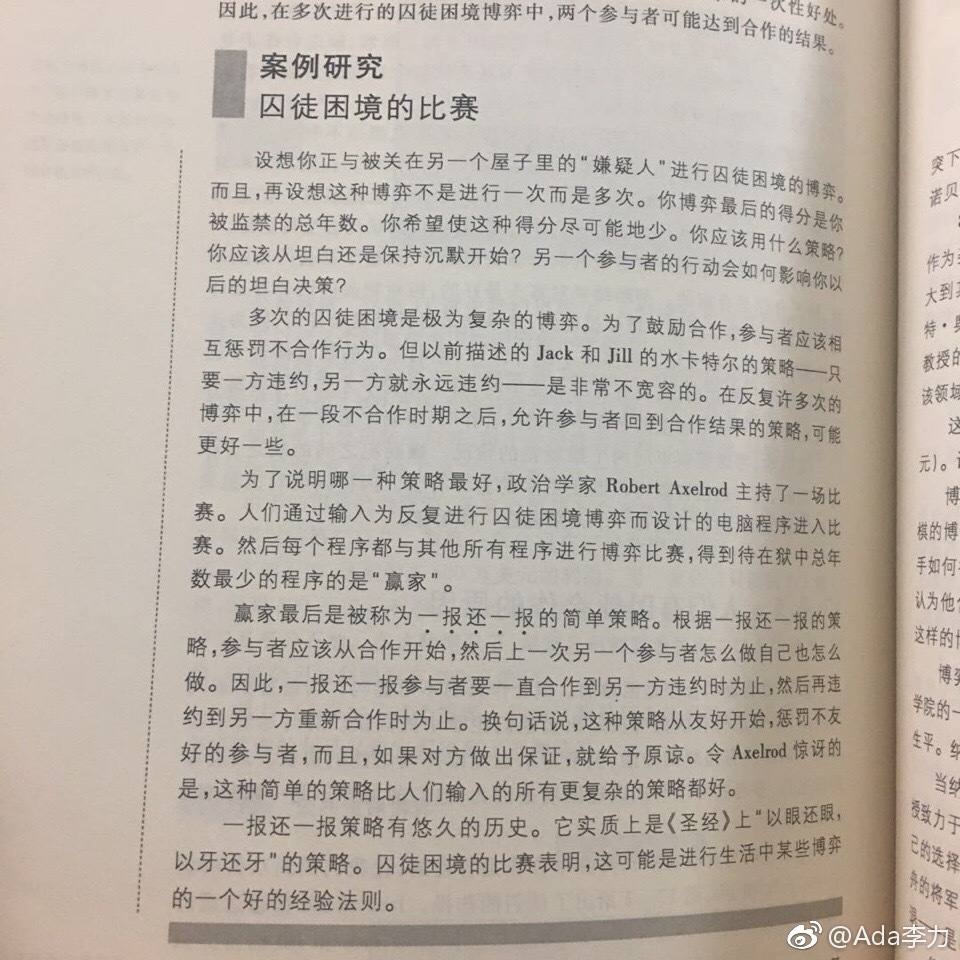 一次性好处。
因此,在多次进行的囚徒困境博弈中,两个参与者可能达到合作的结果。
案例研究
囚徒困境的比赛
设想你正与被关在另一个屋子里的“嫌疑人”进行囚徒困境的博弈。
而且,再设想这种博弈不是进行一次而是多次。你博弈最后的得分是你
被监禁的总年数。你希望使这种得分尽可能地少。你应该用什么策略?
你应该从坦白还是保持沉默开始? 另一个参与者的行动会如何影响你以
后的坦白决策?
多次的囚徒困境是极为复杂的博弈。为了鼓励合作,参与者应该相
互惩罚不合作行为。但以前描述的 Jack 和 Jill 的水卡特尔的策略——只
要一方违约,另一方就永远违约——是非常不宽容的。在反复许多次的
博弈中,在一段不合作时期之后,允许参与者回到合作结果的策略,可能
更好一些。
为了说明哪一种策略最好,政治学家 Robert Axelrod 主持了一场比
赛。人们通过输入为反复进行囚徒困境博弈而设计的电脑程序进入比
赛。然后每个程序都与其他所有程序进行博弈比赛,得到待在狱中总年
数最少的程序的是“赢家”。
赢家最后是被称为一报还一报的简单策略。根据一报还一报的策
略,参与者应该从合作开始,然后上一次另一个参与者怎么做自己也怎么
做。因此,一报还一报参与者要一直合作到另一方违约时为止,然后再违
约到另一方重新合作时为止。换句话说,这种策略从友好开始,惩罚不友
好的参与者,而且,如果对方做出保证,就给予原谅。令 Axelrod 惊讶的
是,这种简单的策略比人们输入的所有更复杂的策略都好。
一报还一报策略有悠久的历史。它实质上是《圣经》上“以眼还眼,
以牙还牙”的策略。囚徒困境的比赛表明,这可能是进行生活中某些博弈
的一个好的经验法则。
突下
诺贝
作为
大到
特·
教授的
该领域
这
元)。
博
棋的博
手如何
认为他
这样的
博弈
学院的一
生平。纳
当纳
授致力于
己的选择
舟的将军
@Ada李力